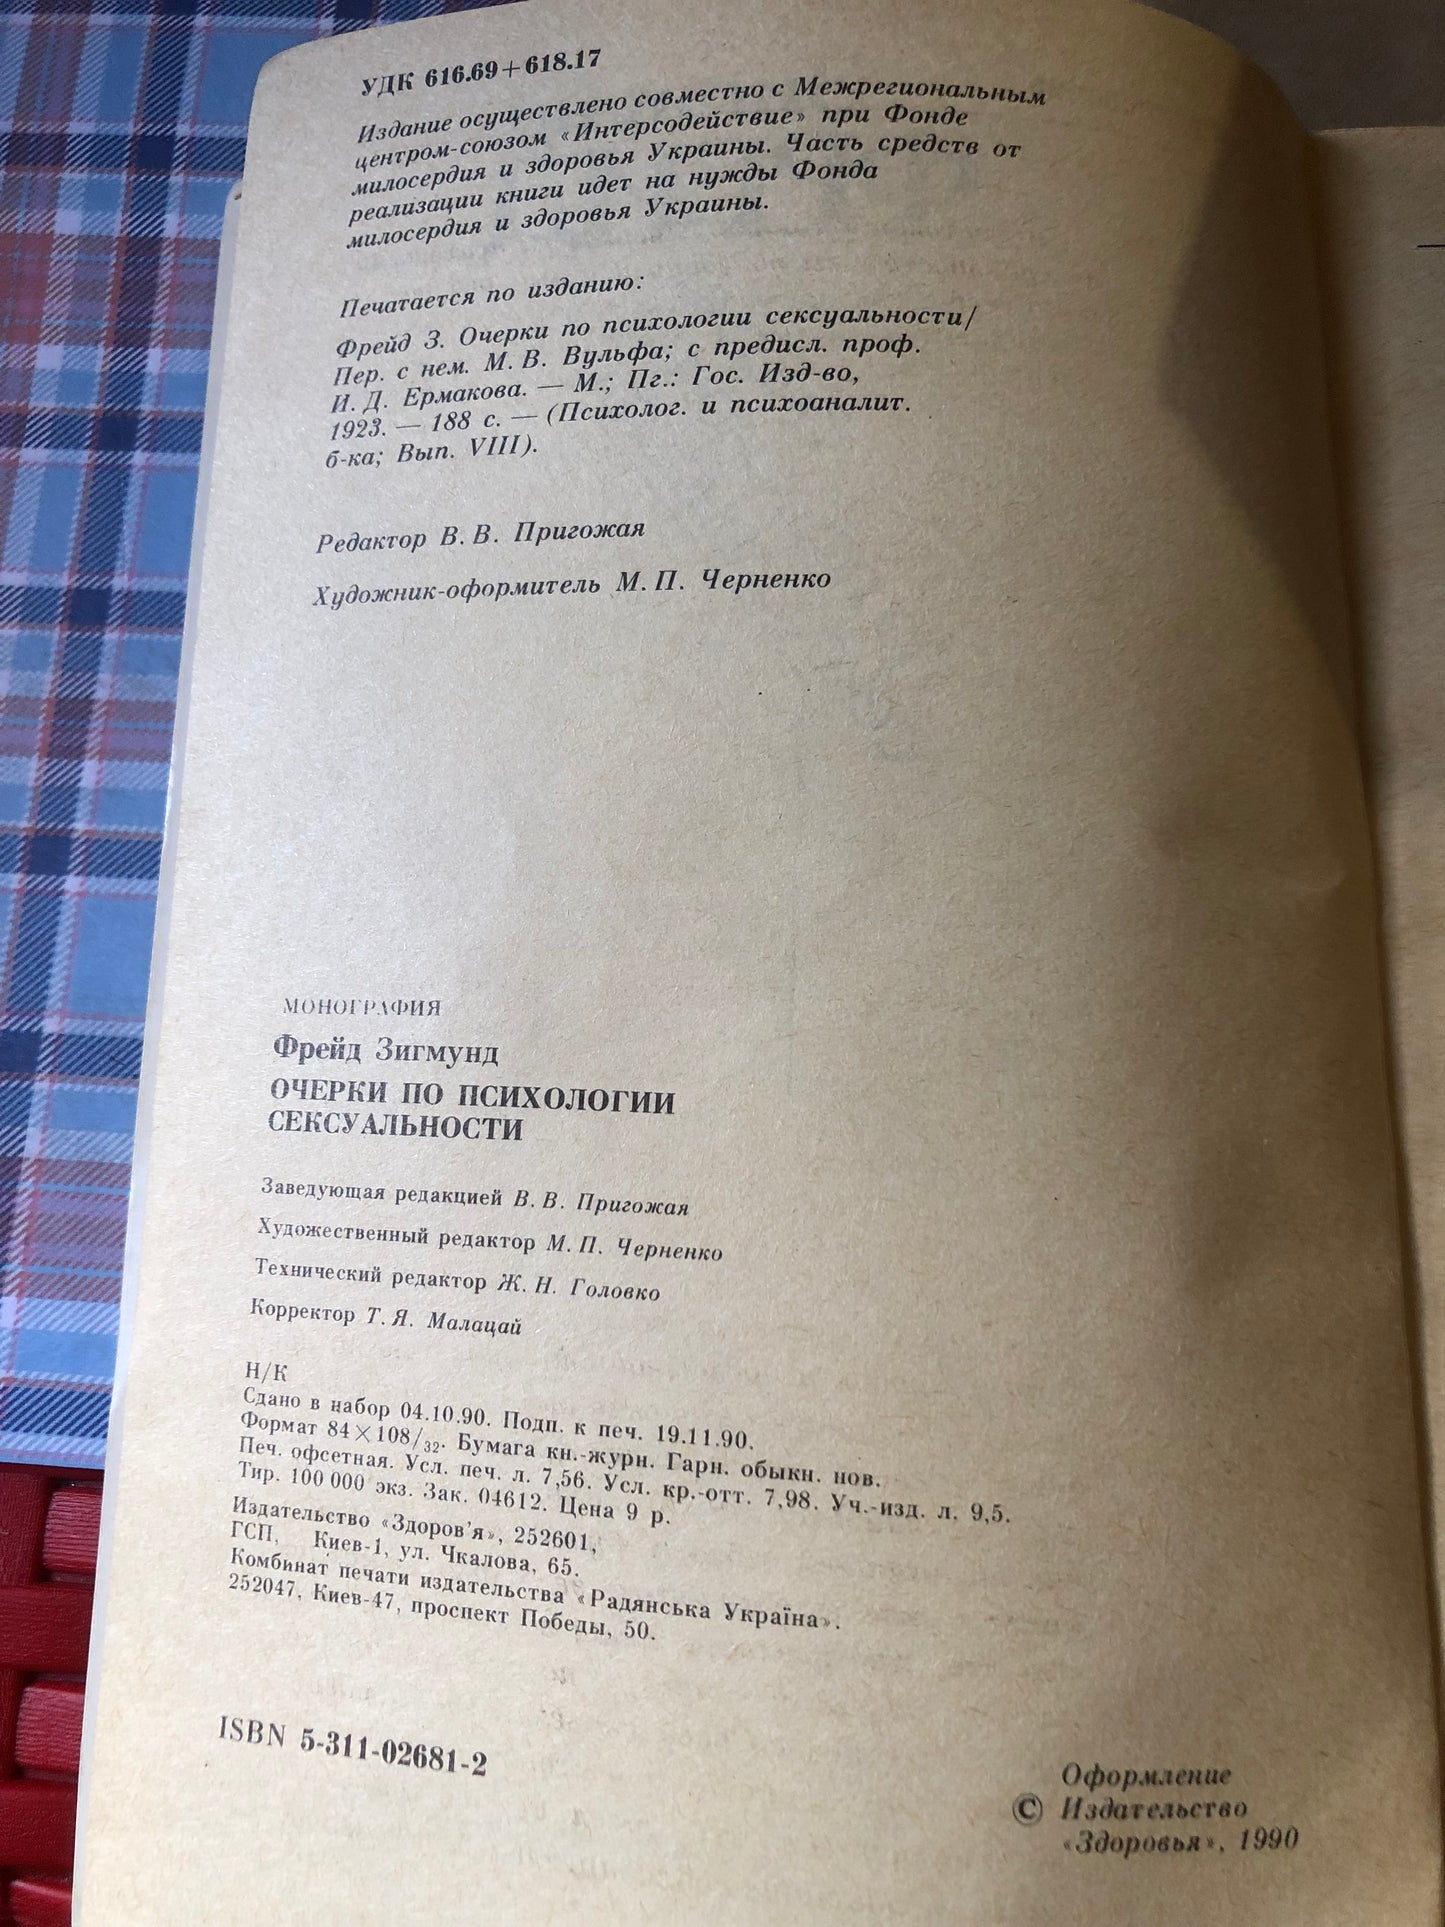 УДК 616.69+618.17
Издание осуществлено совместно с Межрегиональным
центром-союзом «Интерсодействие» при Фонде
милосердия и здоровья Украины. Часть средств от
реализации книги идет на нужды Фонда
милосердия и здоровья Украины.
Печатается по изданию:
Фрейд З. Очерки по психологии сексуальности/
Пер. с нем. М. В. Вульфа; с предисл. проф.
И. Д. Ермакова. — М.; Пг.: Гос. Изд-во,
1923. — 188 с. — (Психолог. и психоаналит.
б-ка; Вып. VIII).
Редактор В. В. Пригожая
Художник-оформитель М. П. Черненко
МОНОГРАФИЯ
Фрейд Зигмунд
ОЧЕРКИ ПО ПСИХОЛОГИИ
СЕКСУАЛЬНОСТИ
Заведующая редакцией В. В. Пригожая
Художественный редактор М. П. Черненко
Технический редактор Ж. Н. Головко
Корректор Т. Я. Малацай
Н/К
Сдано в набор 04.10.90. Подп. к печ. 19.11.90.
Формат 84×108/32. Бумага кн.-журн. Гарн. обыкн. нов.
Печ. офсетная. Усл. печ. л. 7,56. Усл. кр.-отт. 7,98. Уч.-изд. л. 9,5.
Тир. 100 000 экз. Зак. 04612. Цена 9 р.
Издательство «Здоров'я», 252601,
ГСП, Киев-1, ул. Чкалова, 65.
Комбинат печати издательства «Радянська Україна».
252047, Киев-47, проспект Победы, 50.
ISBN 5-311-02681-2
Оформление
© Издательство
«Здоровья», 1990